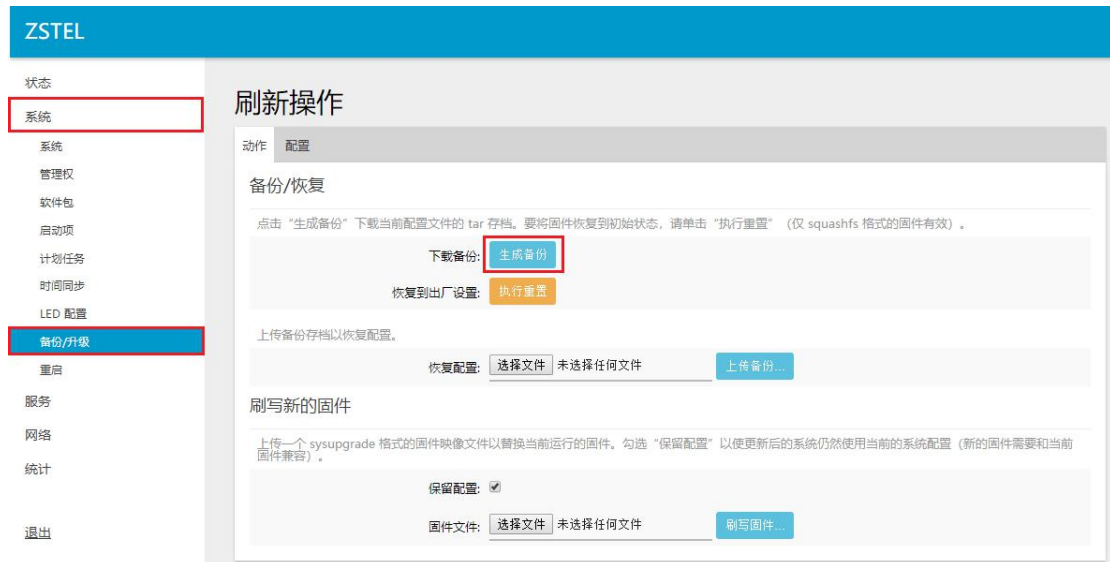 ZSTEL
状态
系统
系统
管理权
软件包
启动项
计划任务
时间同步
LED 配置
备份/升级
重启
服务
网络
统计
退出
刷新操作
动作 配置
备份/恢复
点击“生成备份”下载当前配置文件的 tar 存档。要将固件恢复到初始状态，请单击“执行重置”（仅 squashfs 格式的固件有效）。
下载备份: 生成备份
恢复到出厂设置: 执行重置
上传备份存档以恢复配置。
恢复配置: 选择文件 未选择任何文件 上传备份...
刷写新的固件
上传一个 sysupgrade 格式的固件映像文件以替换当前运行的固件。勾选“保留配置”以使更新后的系统仍然使用当前的系统配置（新的固件需要和当前
固件兼容）。
保留配置:
固件文件: 选择文件 未选择任何文件 刷写固件...